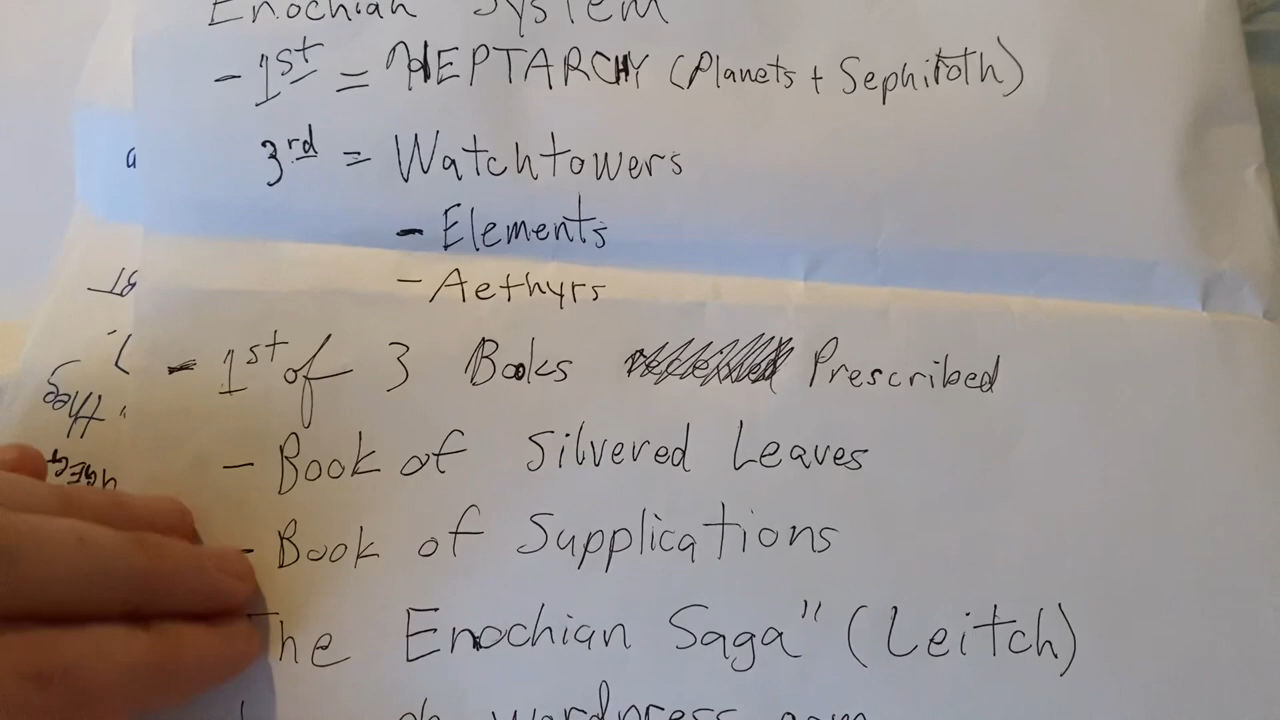 Enochian System
- 1st = HEPTARCHY (Planets + Sephiroth)
3rd = Watchtowers
- Elements
- Aethyrs
- 1st of 3 Books Prescribed
- Book of Silvered Leaves
- Book of Supplications
The Enochian Saga" (Leitch)
wordpress